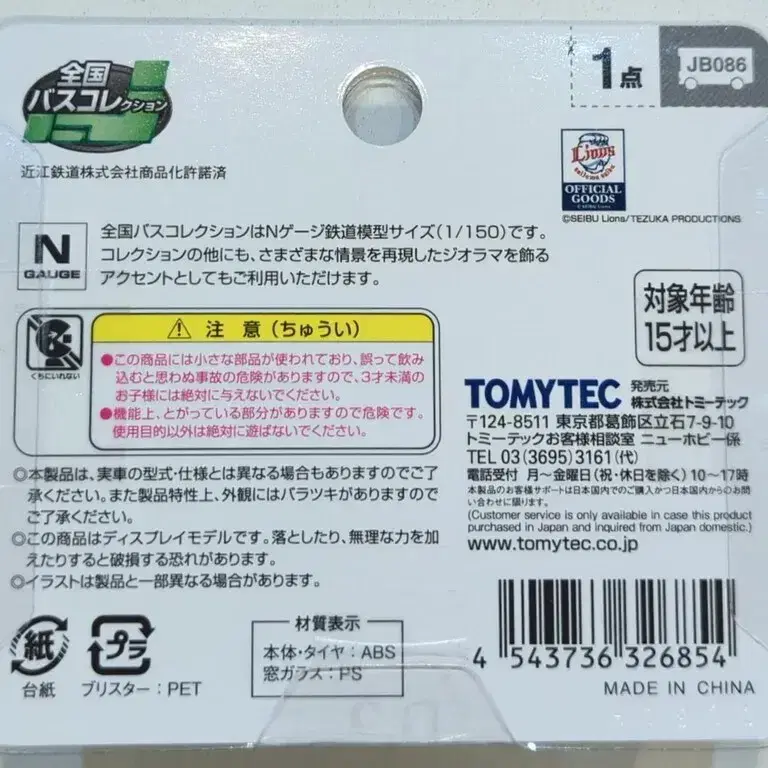 全国
バスコレクション
1点
JB086
近江鉄道株式会社商品化許諾済
Lions
OFFICIAL
GOODS
©SEIBU Lions/TEZUKA PRODUCTIONS
N
GAUGE
全国バスコレクションはNゲージ鉄道模型サイズ(1/150)です。
コレクションの他にも、さまざまな情景を再現したジオラマを飾る
アクセントとしてもご利用いただけます。
対象年齢
15才以上
くちにいれない
⚠ 注 意(ちゅうい)
●この商品には小さな部品が使われており、誤って飲み
込むと思わぬ事故の危険がありますので、3才未満の
お子様には絶対に与えないでください。
●機能上、とがっている部分がありますので危険です。
使用目的以外は絶対に遊ばないでください。
TOMYTEC 発売元
株式会社トミーテック
〒124-8511 東京都葛飾区立石7-9-10
トミーテックお客様相談室 ニューホビー係
TEL 03(3695)3161(代)
電話受付 月〜金曜日(祝・休日を除く)10〜17時
本製品のお客様サポートは日本国内でのご購入かつ日本国内からのお問
い合わせに限ります。
(Customer service is only available in case this product
purchased in Japan and inquired from Japan domestic.)
www.tomytec.co.jp
◎本製品は、実車の型式・仕様とは異なる場合もありますのでご了
承ください。また製品特性上、外観にはバラツキがありますので
ご了承ください。
◎この商品はディスプレイモデルです。落としたり、無理な力を加
えたりすると破損する恐れがあります。
◎イラストは製品と一部異なる場合があります。
紙
台紙
プラ
ブリスター:PET
材質表示
本体・タイヤ:ABS
窓ガラス:PS
4 543736 326854
MADE IN CHINA